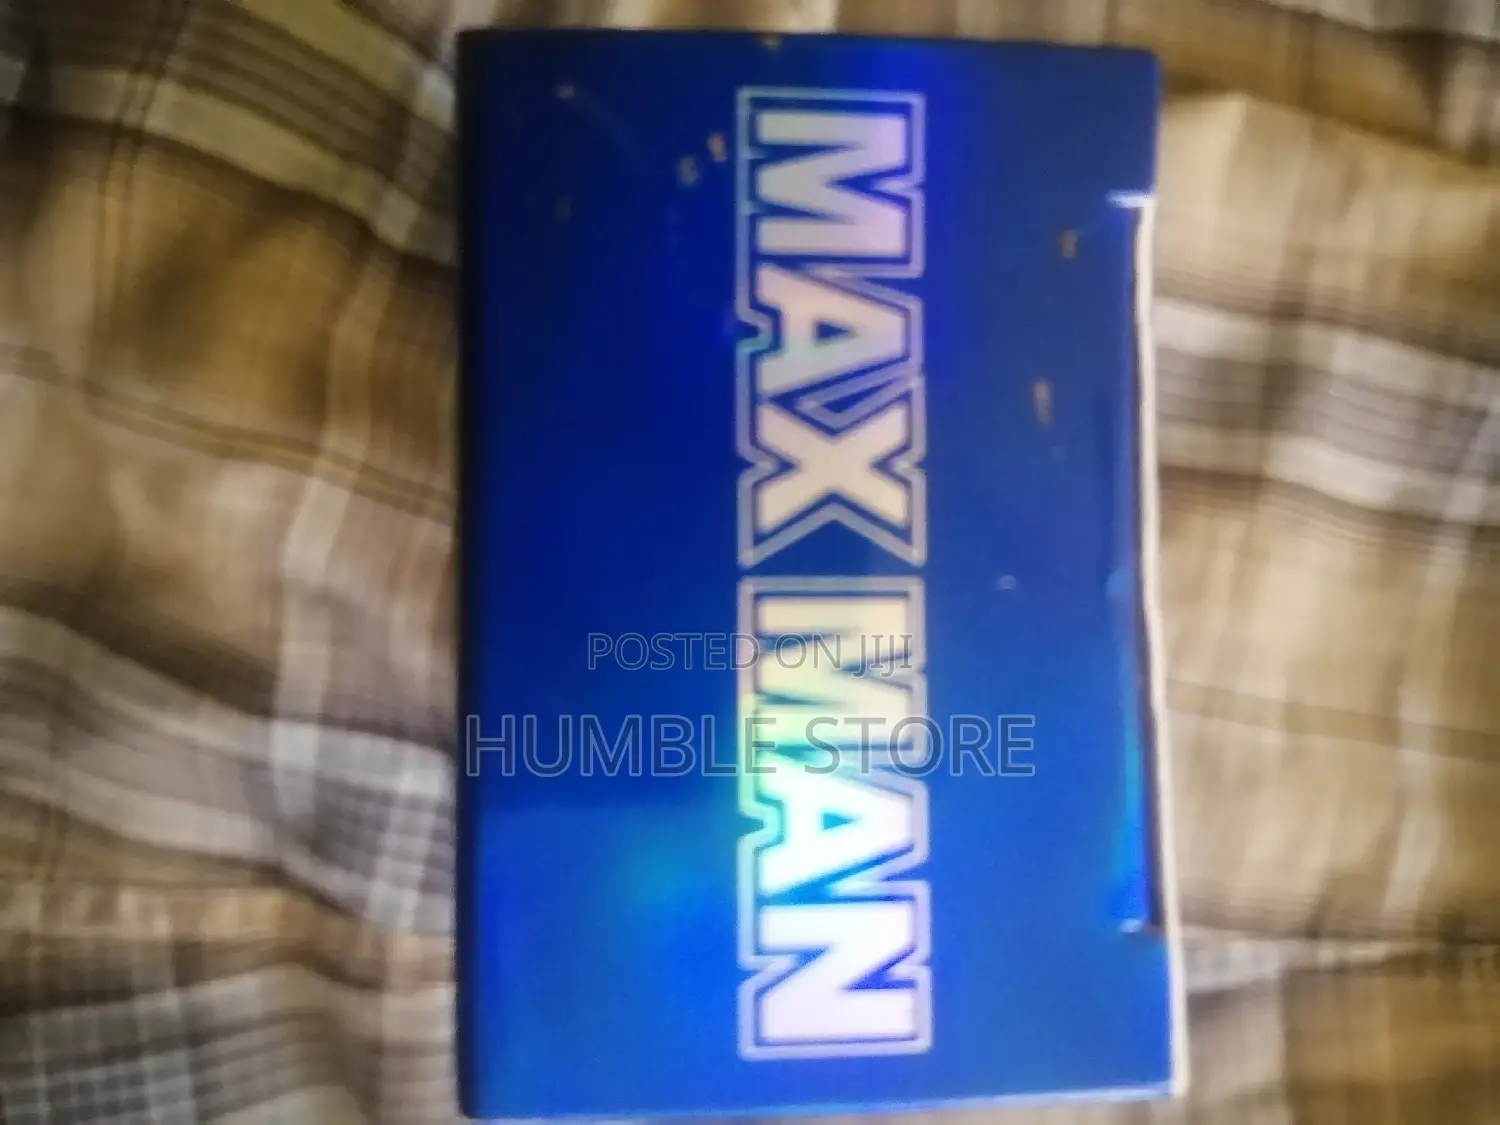 MAX MAN
POSTED ON JIJI
HUMBLE STORE